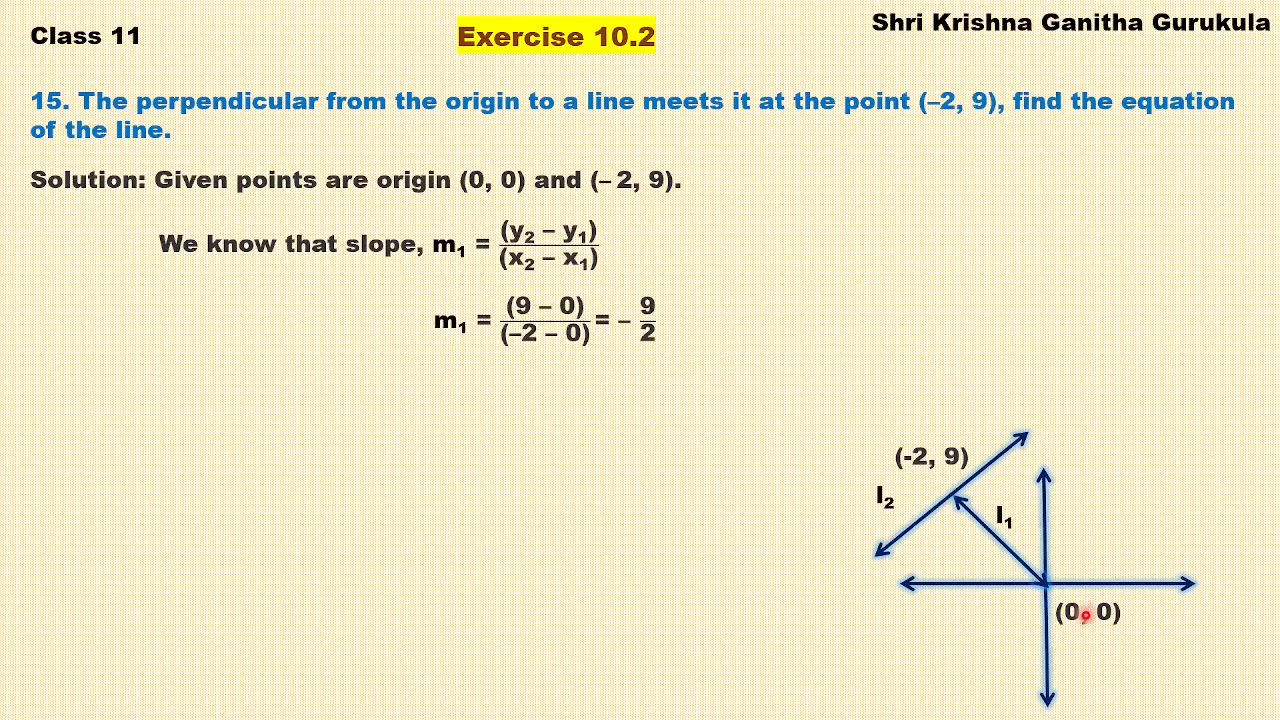 Class 11
Exercise 10.2
Shri Krishna Ganitha Gurukula
15. The perpendicular from the origin to a line meets it at the point (–2, 9), find the equation
of the line.
Solution: Given points are origin (0, 0) and (– 2, 9).
We know that slope, m₁ = (y₂ – y₁) / (x₂ – x₁)
m₁ = (9 – 0) / (–2 – 0) = – 9 / 2
(-2, 9)
l₂
l₁
(0, 0)